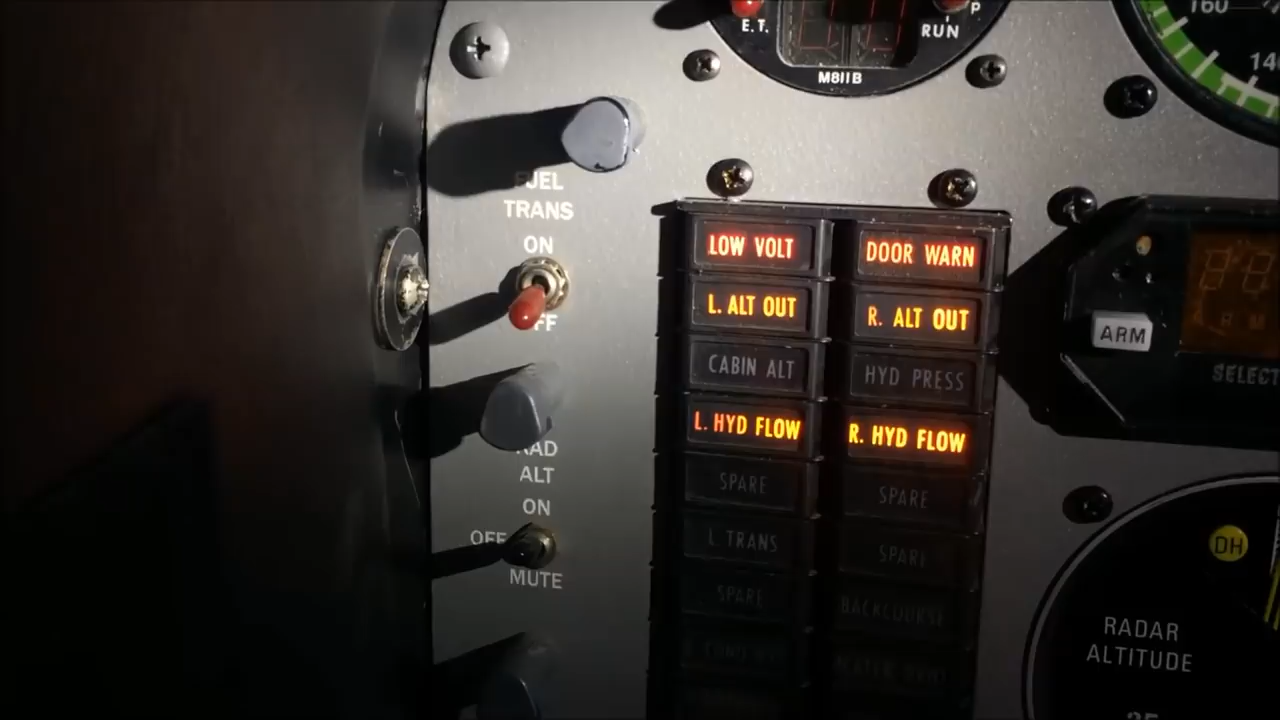 E.T.
P
RUN
M811B
160
140
FUEL
TRANS
ON
OFF
LOW VOLT
DOOR WARN
L. ALT OUT
R. ALT OUT
ARM
SELECT
CABIN ALT
HYD PRESS
L. HYD FLOW
R. HYD FLOW
RAD
ALT
ON
OFF
MUTE
SPARE
SPARE
L TRANS
SPARE
SPARE
BACKCOURSE
DH
RADAR
ALTITUDE